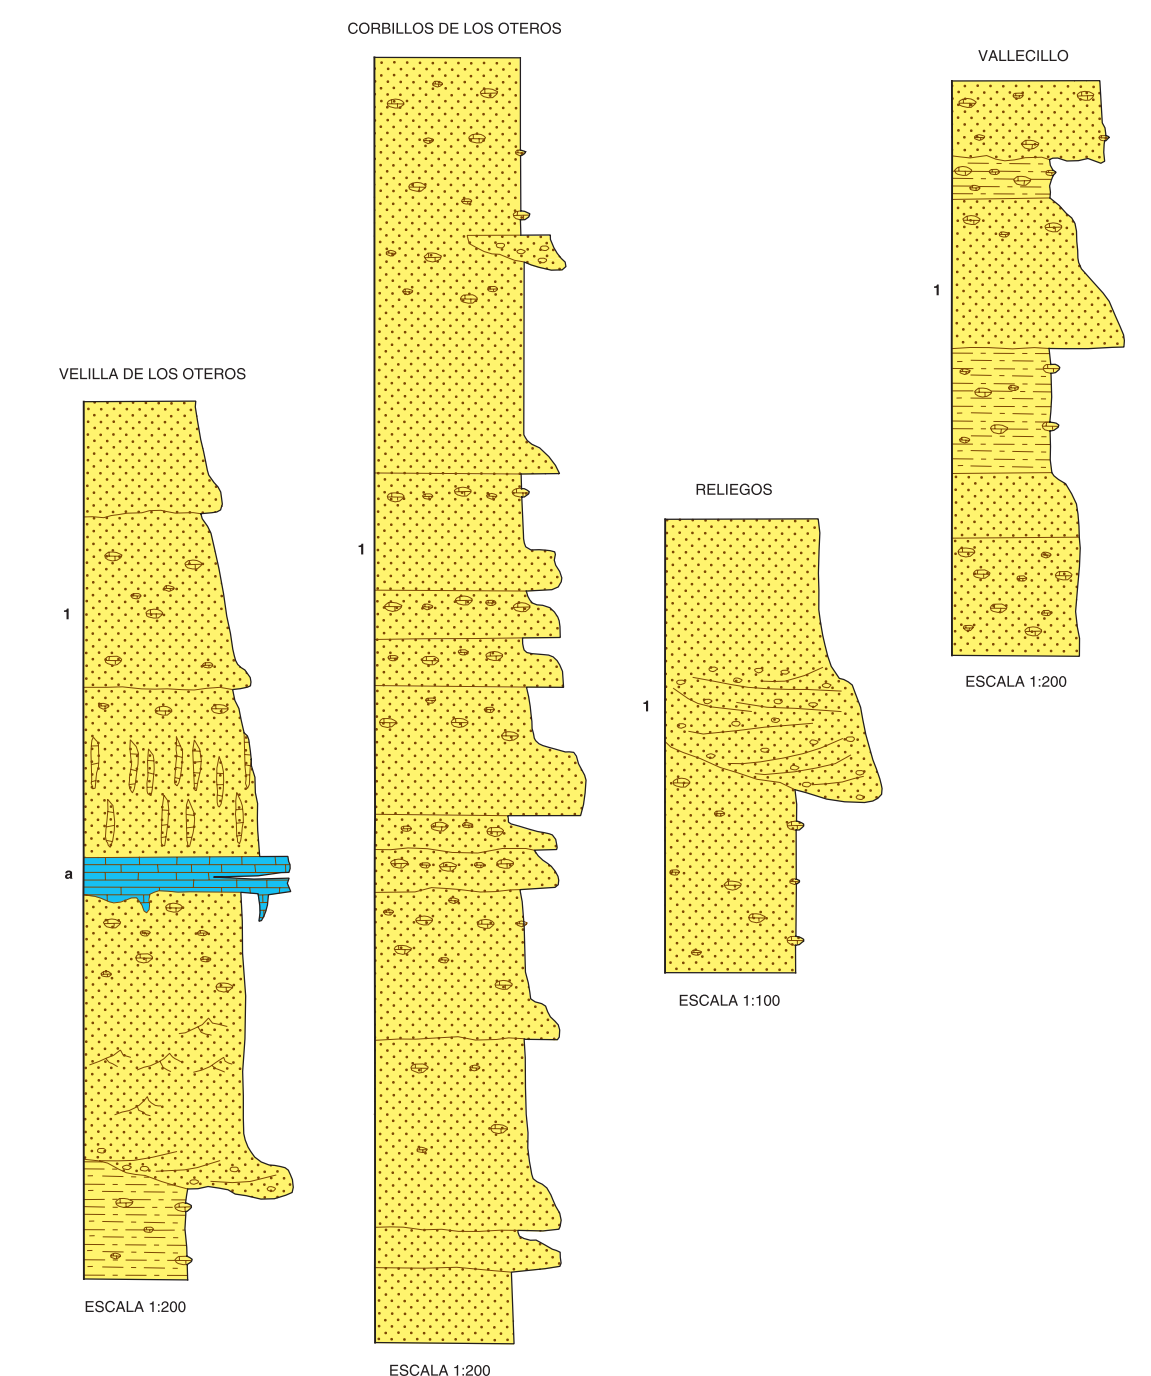 CORBILLOS DE LOS OTEROS
VALLECILLO
1
VELILLA DE LOS OTEROS
RELIEGOS
1
1
ESCALA 1:200
1
a
ESCALA 1:100
ESCALA 1:200
ESCALA 1:200